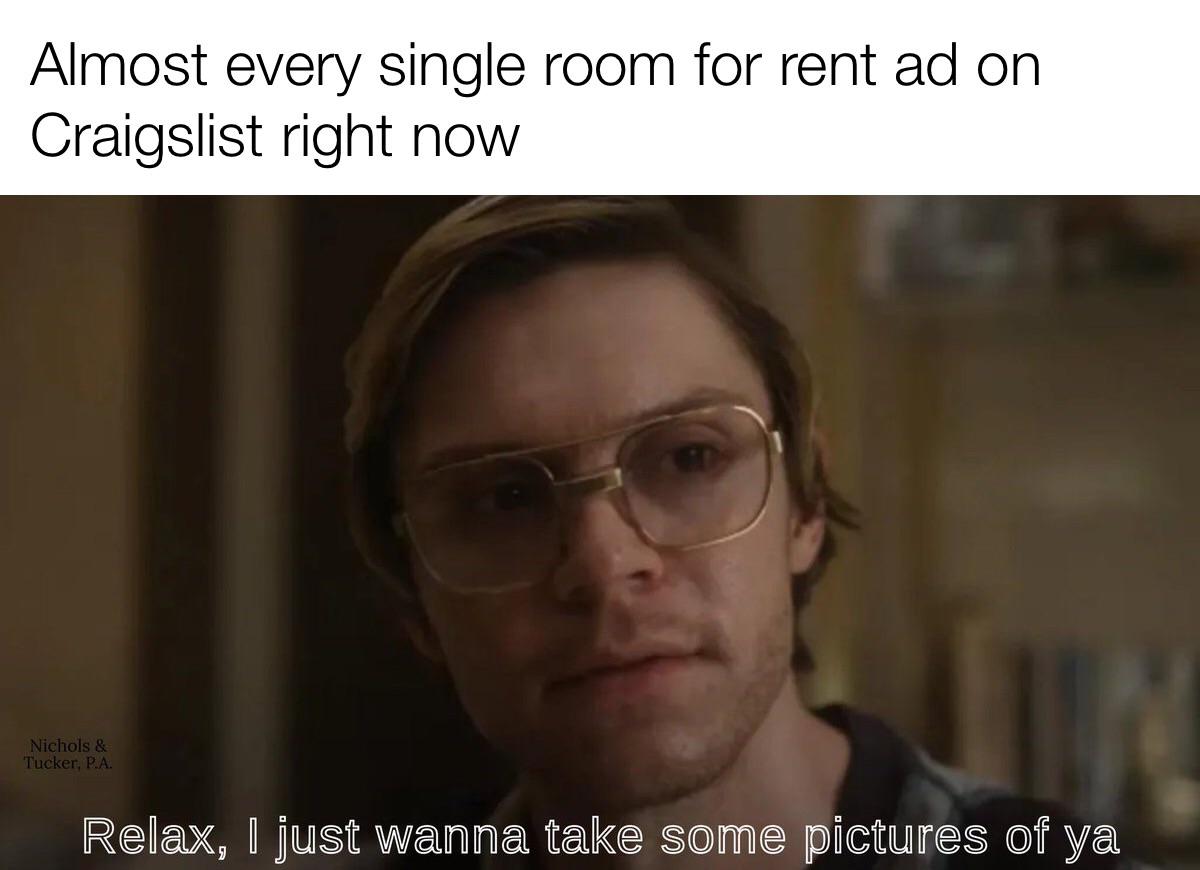 Almost every single room for rent ad on
Craigslist right now
Nichols &
Tucker, P.A.
Relax, I just wanna take some pictures of ya